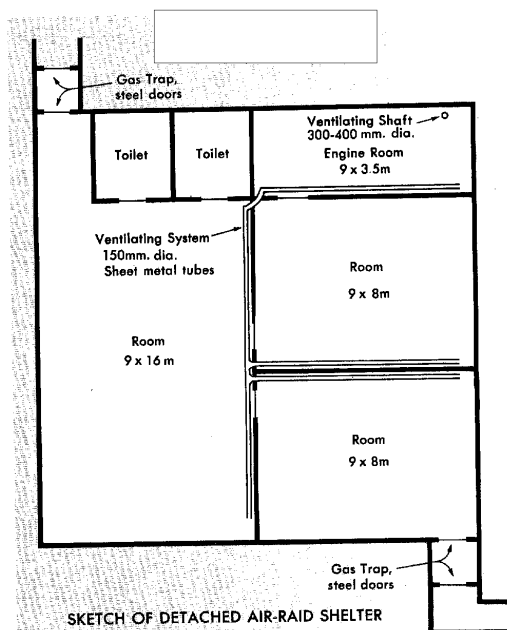 Gas Trap,
steel doors
Ventilating Shaft
300-400 mm. dia.
Toilet
Toilet
Engine Room
9 x 3.5m
Ventilating System
150mm. dia.
Sheet metal tubes
Room
9 x 8m
Room
9 x 16 m
Room
9 x 8m
Gas Trap,
steel doors
SKETCH OF DETACHED AIR-RAID SHELTER